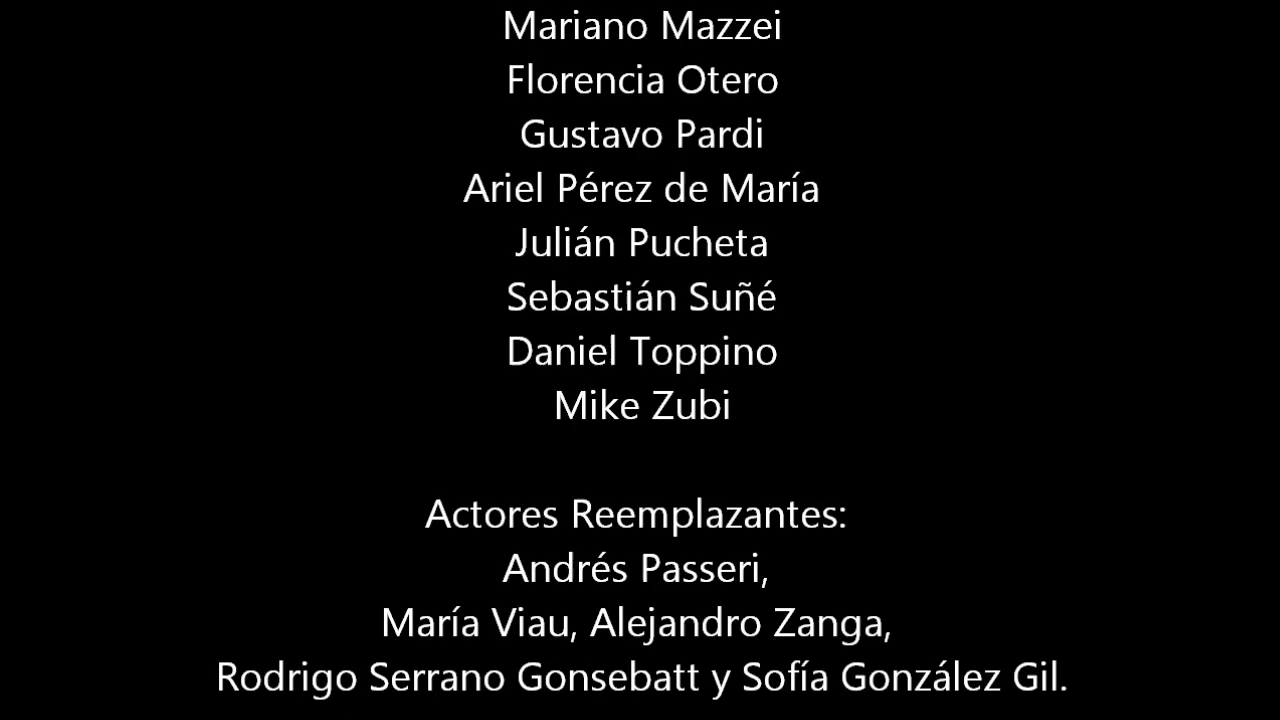 Mariano Mazzei
Florencia Otero
Gustavo Pardi
Ariel Pérez de María
Julián Pucheta
Sebastián Suñé
Daniel Toppino
Mike Zubi
Actores Reemplazantes:
Andrés Passeri,
María Viau, Alejandro Zanga,
Rodrigo Serrano Gonsebatt y Sofía González Gil.